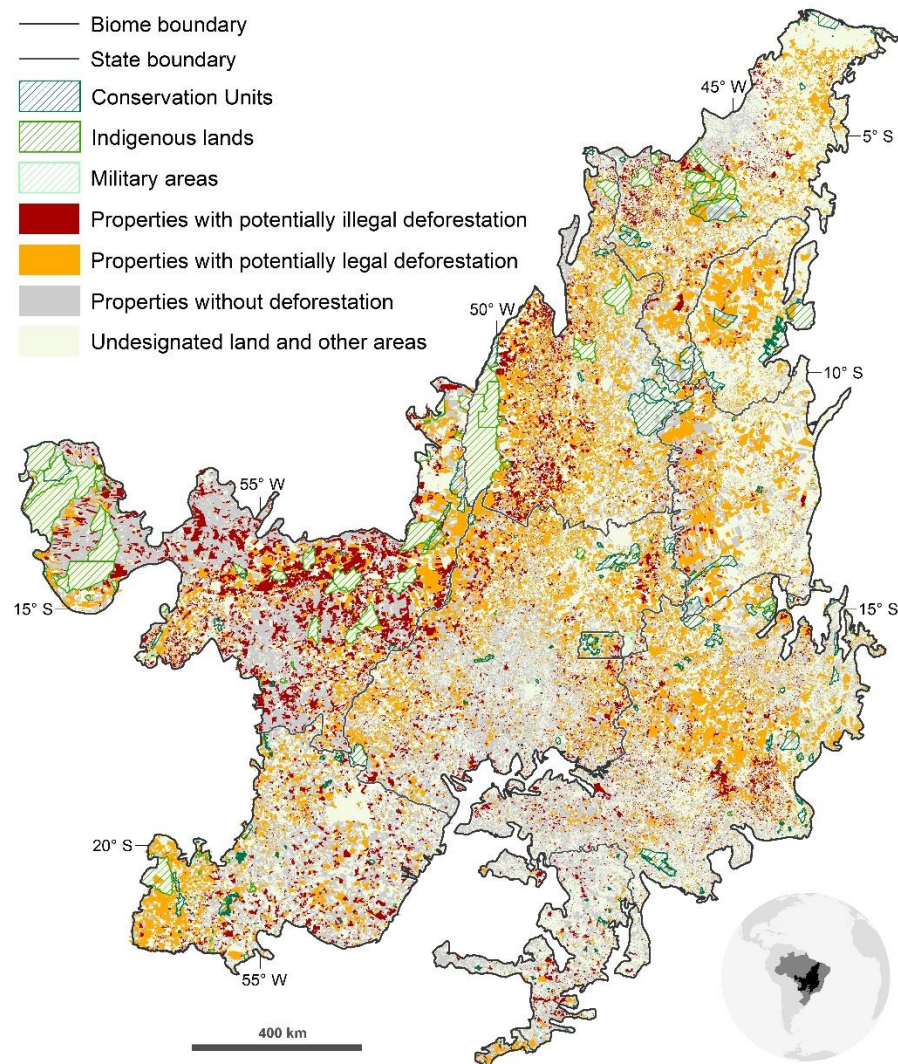 Biome boundary
State boundary
Conservation Units
Indigenous lands
Military areas
Properties with potentially illegal deforestation
Properties with potentially legal deforestation
Properties without deforestation
Undesignated land and other areas
45° W
5° S
50° W
10° S
55° W
15° S
15° S
20° S
55° W
400 km